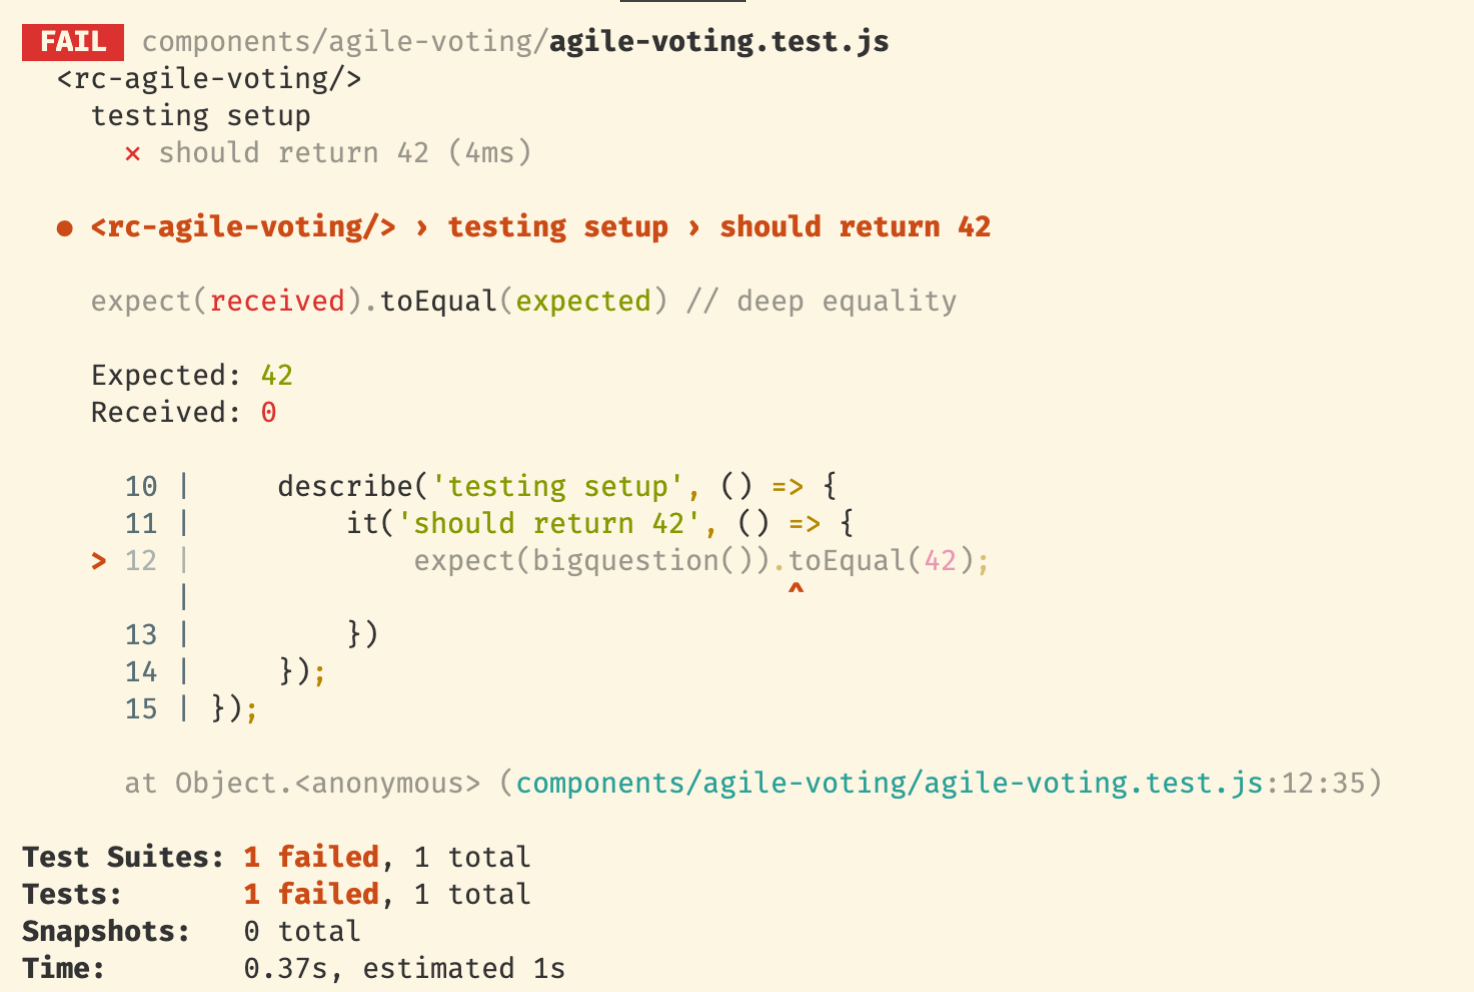 FAIL components/agile-voting/agile-voting.test.js
<rc-agile-voting/>
testing setup
× should return 42 (4ms)
● <rc-agile-voting/> › testing setup › should return 42
expect(received).toEqual(expected) // deep equality
Expected: 42
Received: 0
10 |     describe('testing setup', () => {
11 |         it('should return 42', () => {
> 12 |             expect(bigquestion()).toEqual(42);
|                                   ^
13 |         })
14 |     });
15 | });
at Object.<anonymous> (components/agile-voting/agile-voting.test.js:12:35)
Test Suites: 1 failed, 1 total
Tests:       1 failed, 1 total
Snapshots:   0 total
Time:        0.37s, estimated 1s